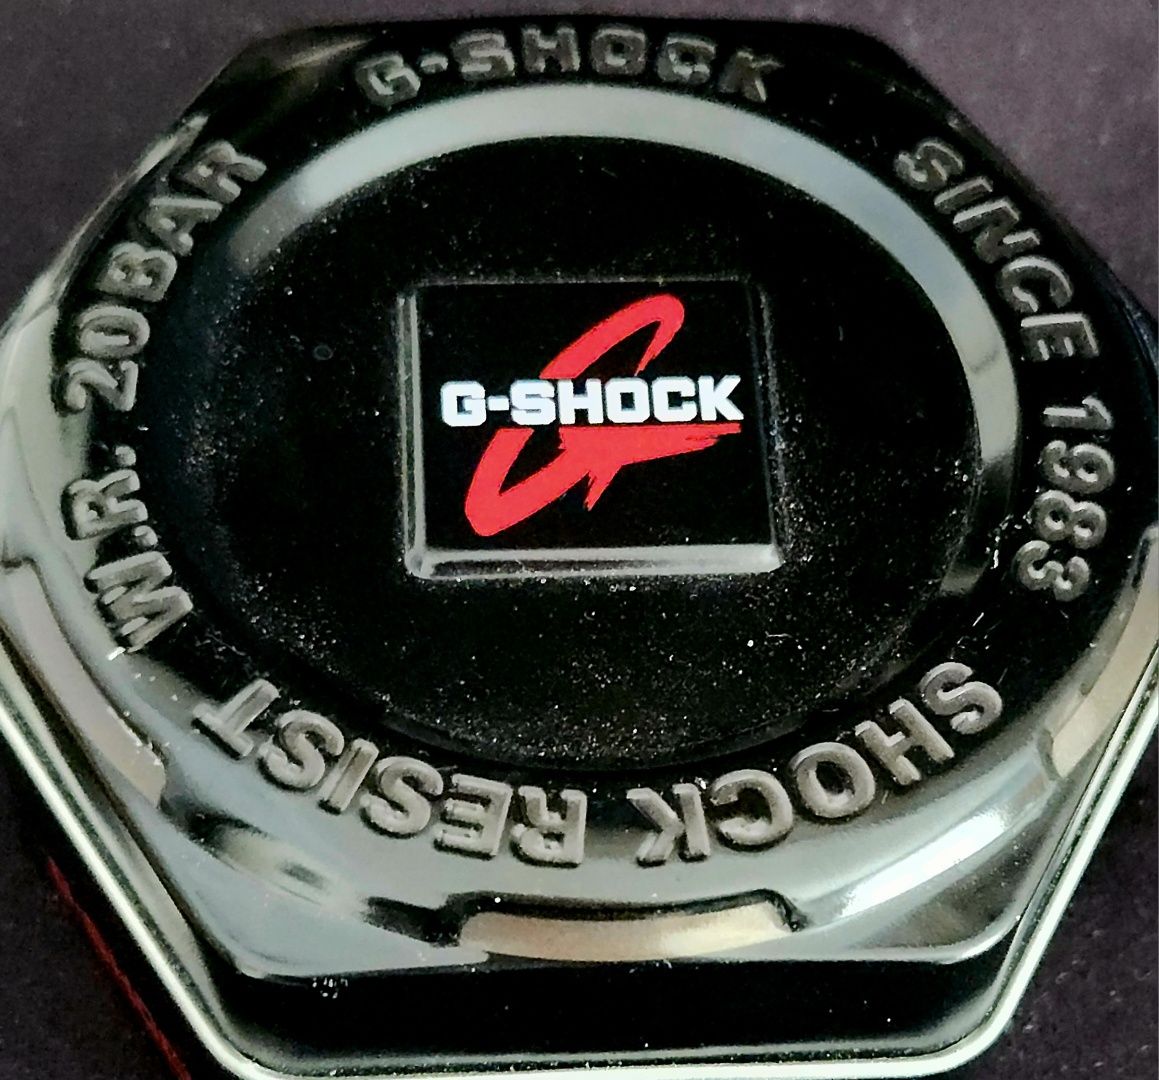 G-SHOCK
SINCE 1983
SHOCK RESIST
W.R. 20BAR
G-SHOCK